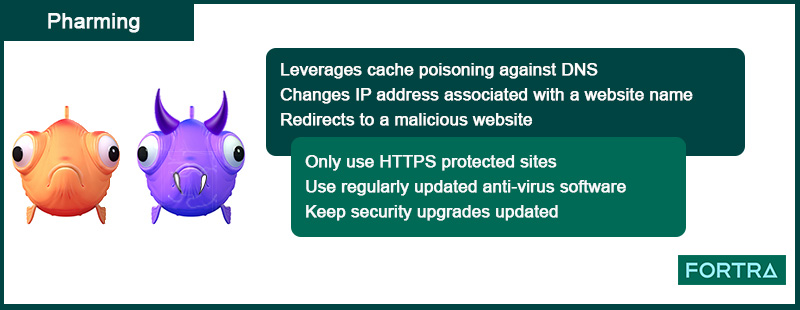 Pharming
Leverages cache poisoning against DNS
Changes IP address associated with a website name
Redirects to a malicious website
Only use HTTPS protected sites
Use regularly updated anti-virus software
Keep security upgrades updated
FORTRA